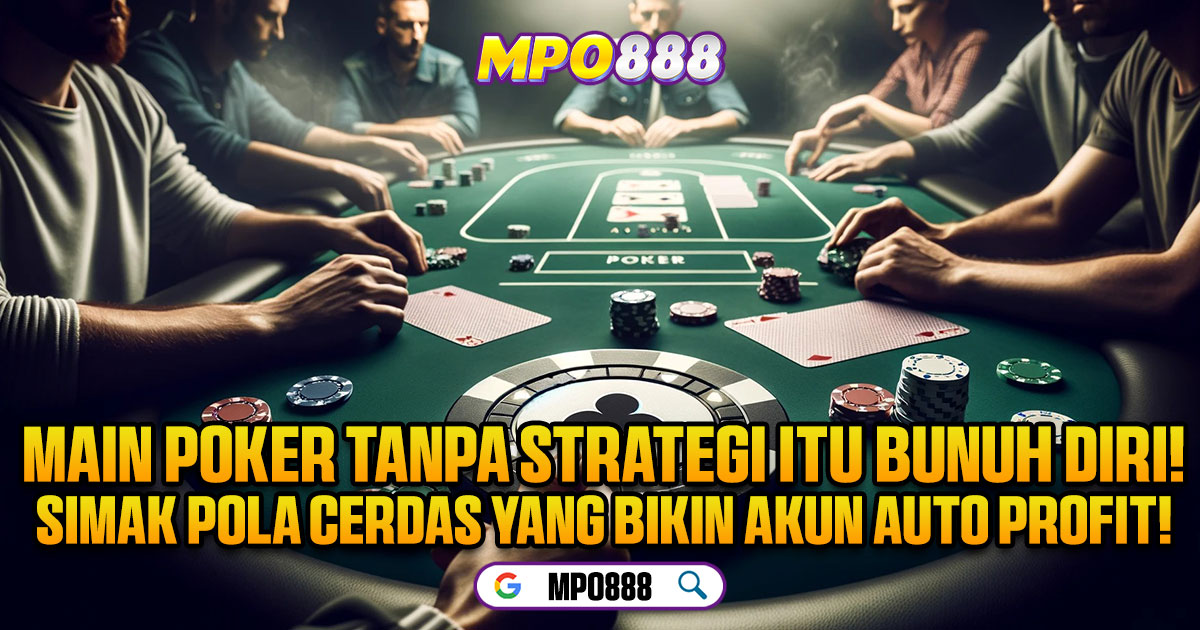 MPO888
POKER
MAIN POKER TANPA STRATEGI ITU BUNUH DIRI!
SIMAK POLA CERDAS YANG BIKIN AKUN AUTO PROFIT!
G MPO888